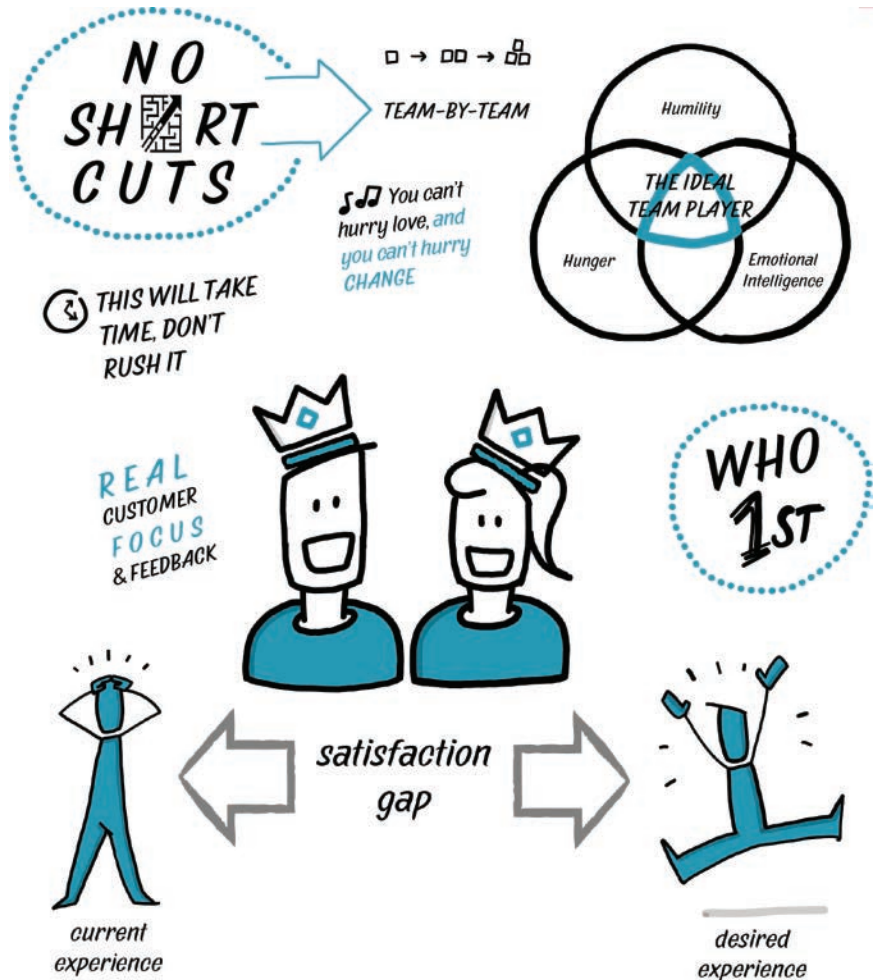 NO
SHORT
CUTS
TEAM-BY-TEAM
You can't
hurry love, and
you can't hurry
CHANGE
THIS WILL TAKE
TIME, DON'T
RUSH IT
Humility
THE IDEAL
TEAM PLAYER
Hunger
Emotional
Intelligence
REAL
CUSTOMER
FOCUS
& FEEDBACK
WHO
1ST
satisfaction
gap
current
experience
desired
experience